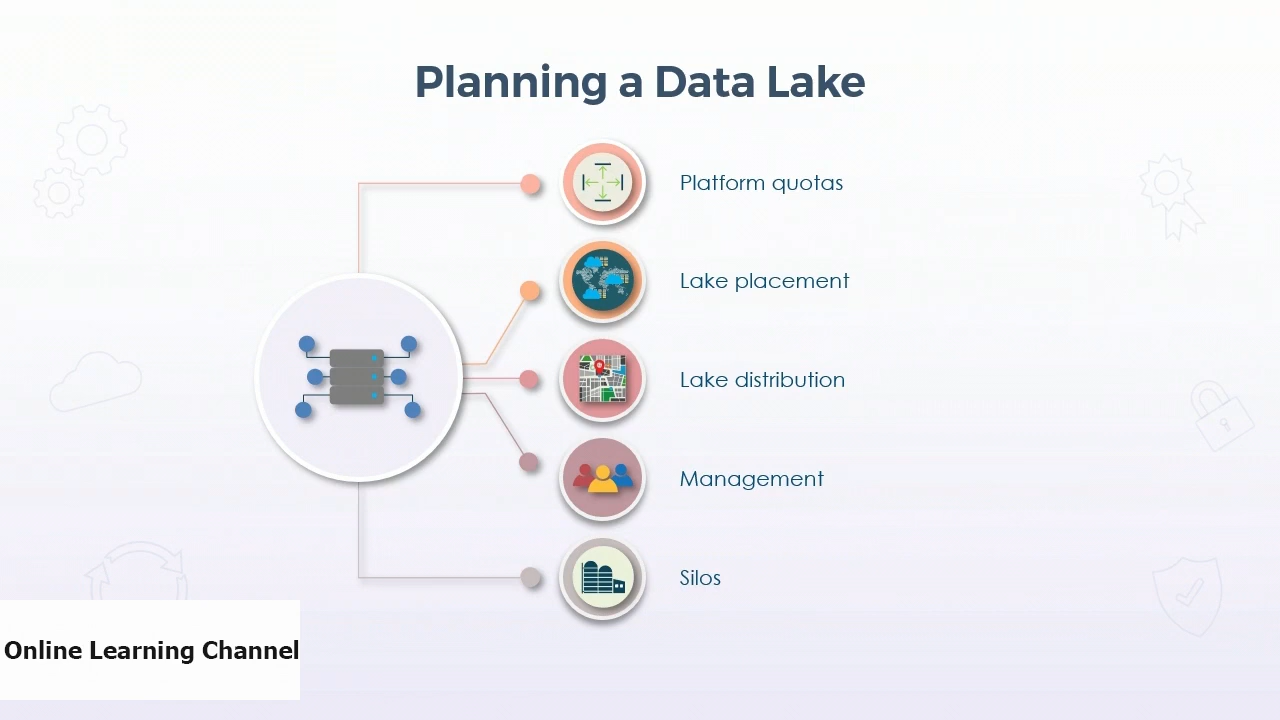 Planning a Data Lake
Platform quotas
Lake placement
Lake distribution
Management
Silos
Online Learning Channel